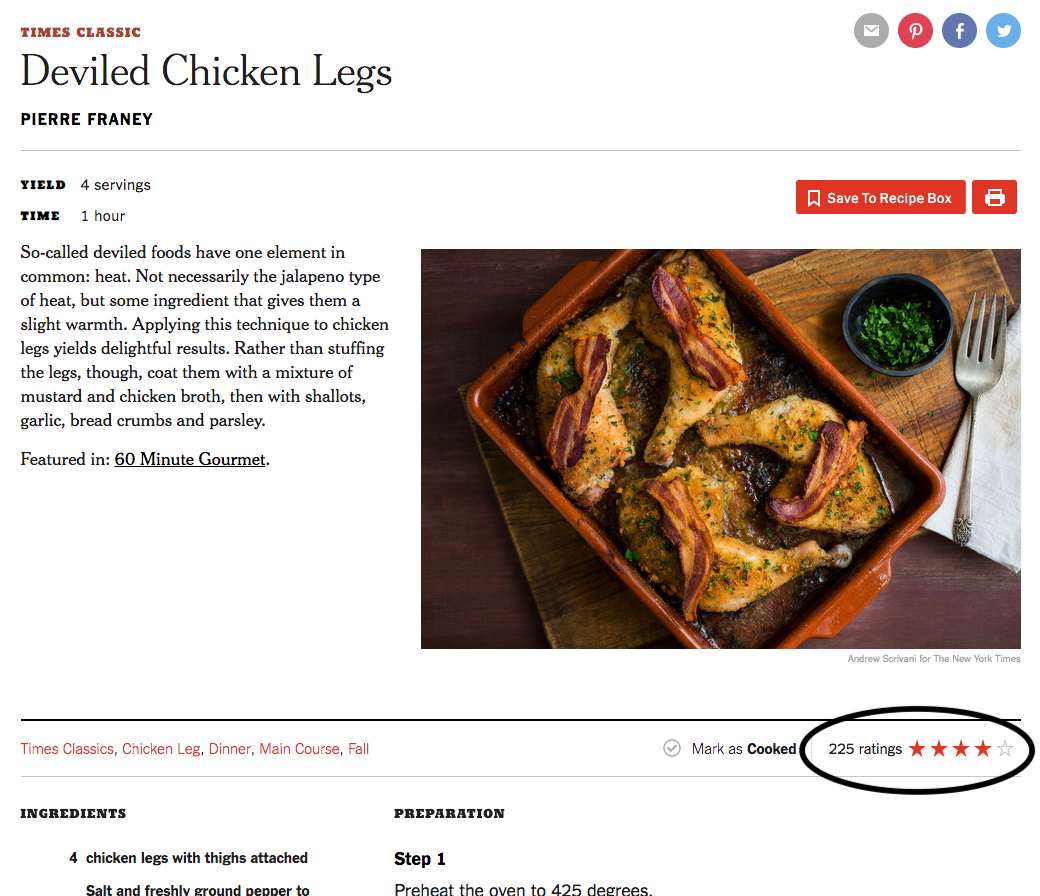 TIMES CLASSIC
Deviled Chicken Legs
PIERRE FRANEY
YIELD 4 servings
TIME 1 hour
Save To Recipe Box
So-called deviled foods have one element in
common: heat. Not necessarily the jalapeno type
of heat, but some ingredient that gives them a
slight warmth. Applying this technique to chicken
legs yields delightful results. Rather than stuffing
the legs, though, coat them with a mixture of
mustard and chicken broth, then with shallots,
garlic, bread crumbs and parsley.
Featured in: 60 Minute Gourmet.
Andrew Scrivani for The New York Times
Times Classics, Chicken Leg, Dinner, Main Course, Fall
Mark as Cooked
225 ratings
INGREDIENTS
4 chicken legs with thighs attached
Salt and freshly ground pepper to
PREPARATION
Step 1
Preheat the oven to 425 degrees.